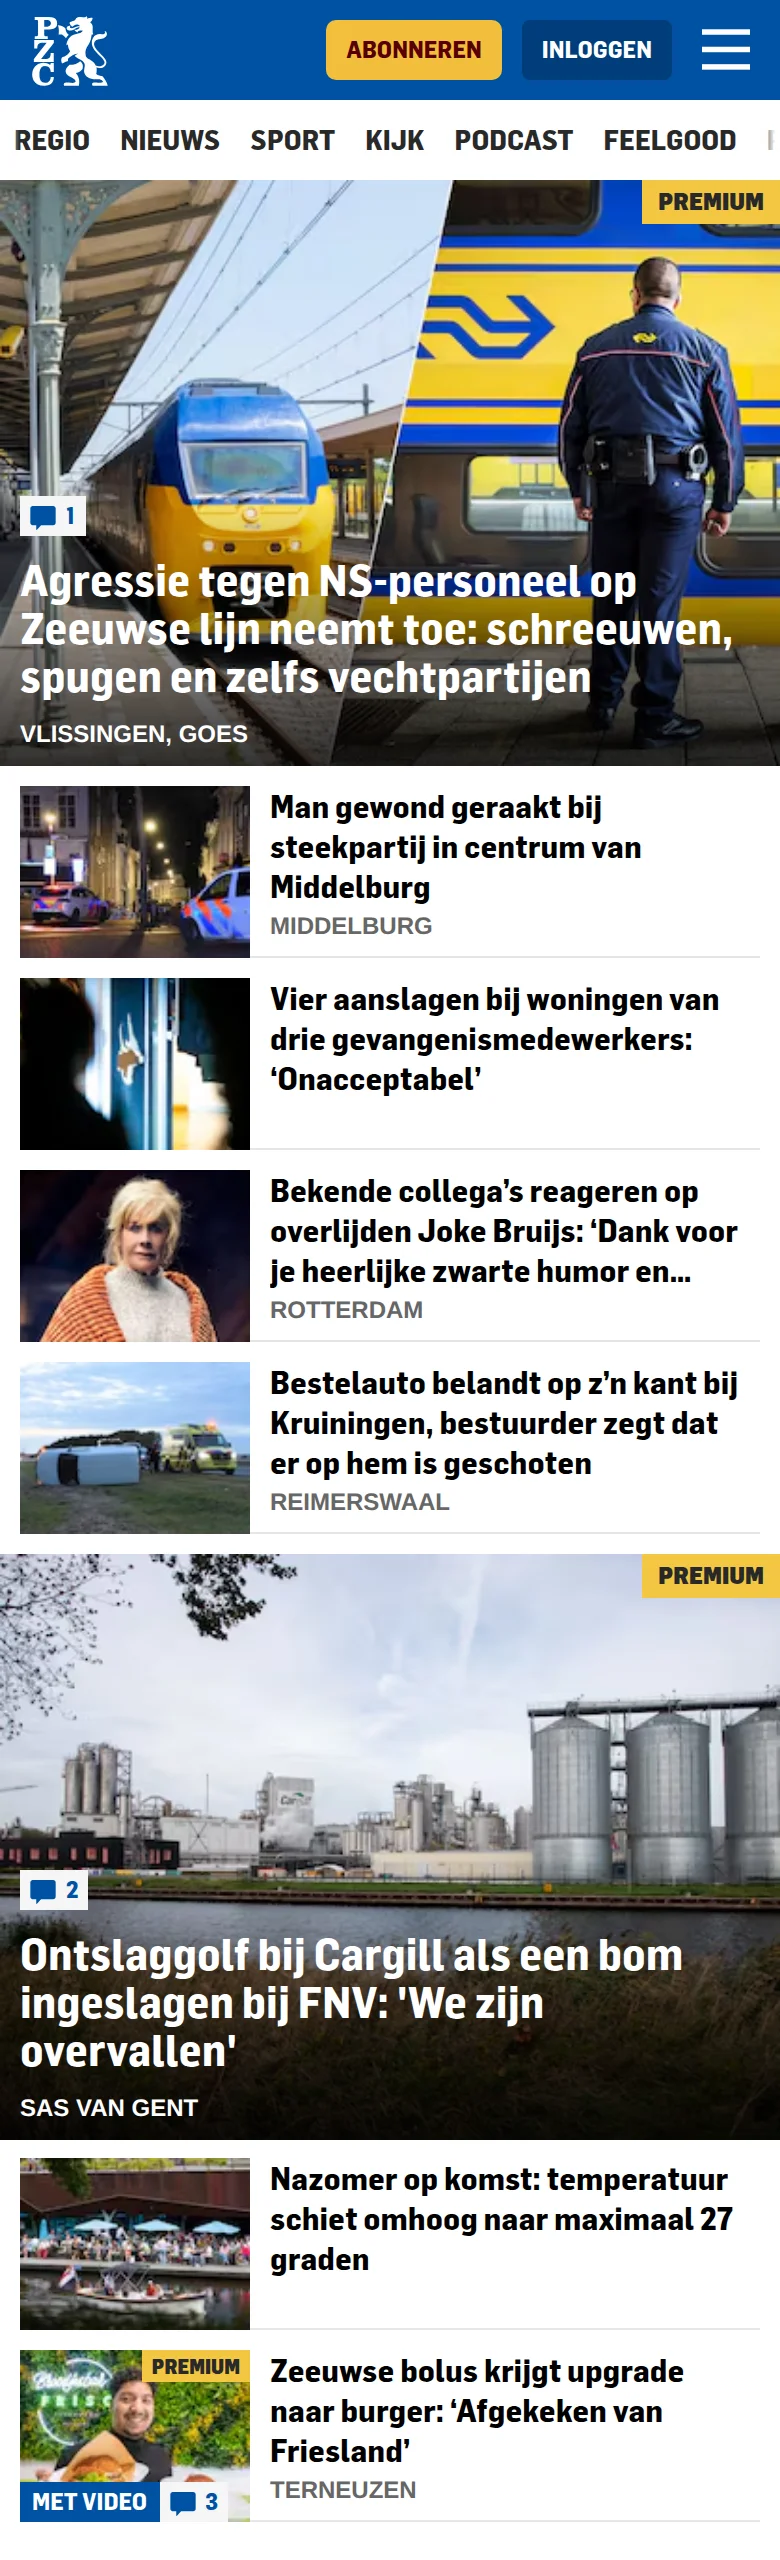 PZC
ABONNEREN
INLOGGEN
REGIO NIEUWS SPORT KIJK PODCAST FEELGOOD
PREMIUM
1
Agressie tegen NS-personeel op
Zeeuwse lijn neemt toe: schreeuwen,
spugen en zelfs vechtpartijen
VLISSINGEN, GOES
Man gewond geraakt bij
steekpartij in centrum van
Middelburg
MIDDELBURG
Vier aanslagen bij woningen van
drie gevangenismedewerkers:
‘Onacceptabel’
Bekende collega’s reageren op
overlijden Joke Bruijs: ‘Dank voor
je heerlijke zwarte humor en...
ROTTERDAM
Bestelauto belandt op z’n kant bij
Kruiningen, bestuurder zegt dat
er op hem is geschoten
REIMERSWAAL
PREMIUM
Cargill
2
Ontslaggolf bij Cargill als een bom
ingeslagen bij FNV: 'We zijn
overvallen'
SAS VAN GENT
Nazomer op komst: temperatuur
schiet omhoog naar maximaal 27
graden
PREMIUM
MET VIDEO
3
Zeeuwse bolus krijgt upgrade
naar burger: ‘Afgekeken van
Friesland’
TERNEUZEN